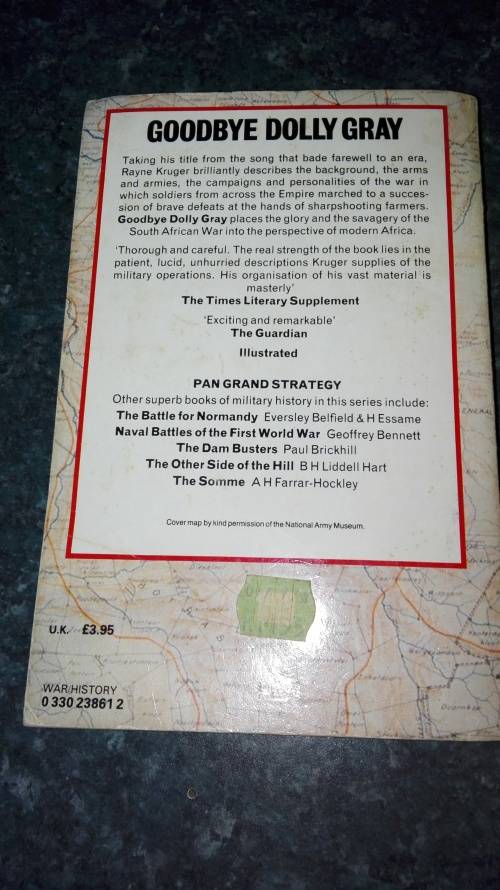 GOODBYE DOLLY GRAY
Taking his title from the song that bade farewell to an era,
Rayne Kruger brilliantly describes the background, the arms
and armies, the campaigns and personalities of the war in
which soldiers from across the Empire marched to a succes-
sion of brave defeats at the hands of sharpshooting farmers.
Goodbye Dolly Gray places the glory and the savagery of the
South African War into the perspective of modern Africa.
'Thorough and careful. The real strength of the book lies in the
patient, lucid, unhurried descriptions Kruger supplies of the
military operations. His organisation of his vast material is
masterly'
The Times Literary Supplement
'Exciting and remarkable'
The Guardian
Illustrated
PAN GRAND STRATEGY
Other superb books of military history in this series include:
The Battle for Normandy Eversley Belfield & H Essame
Naval Battles of the First World War Geoffrey Bennett
The Dam Busters Paul Brickhill
The Other Side of the Hill B H Liddell Hart
The Somme A H Farrar-Hockley
Cover map by kind permission of the National Army Museum.
U.K. £3.95
WAR/HISTORY
0 330 23861 2